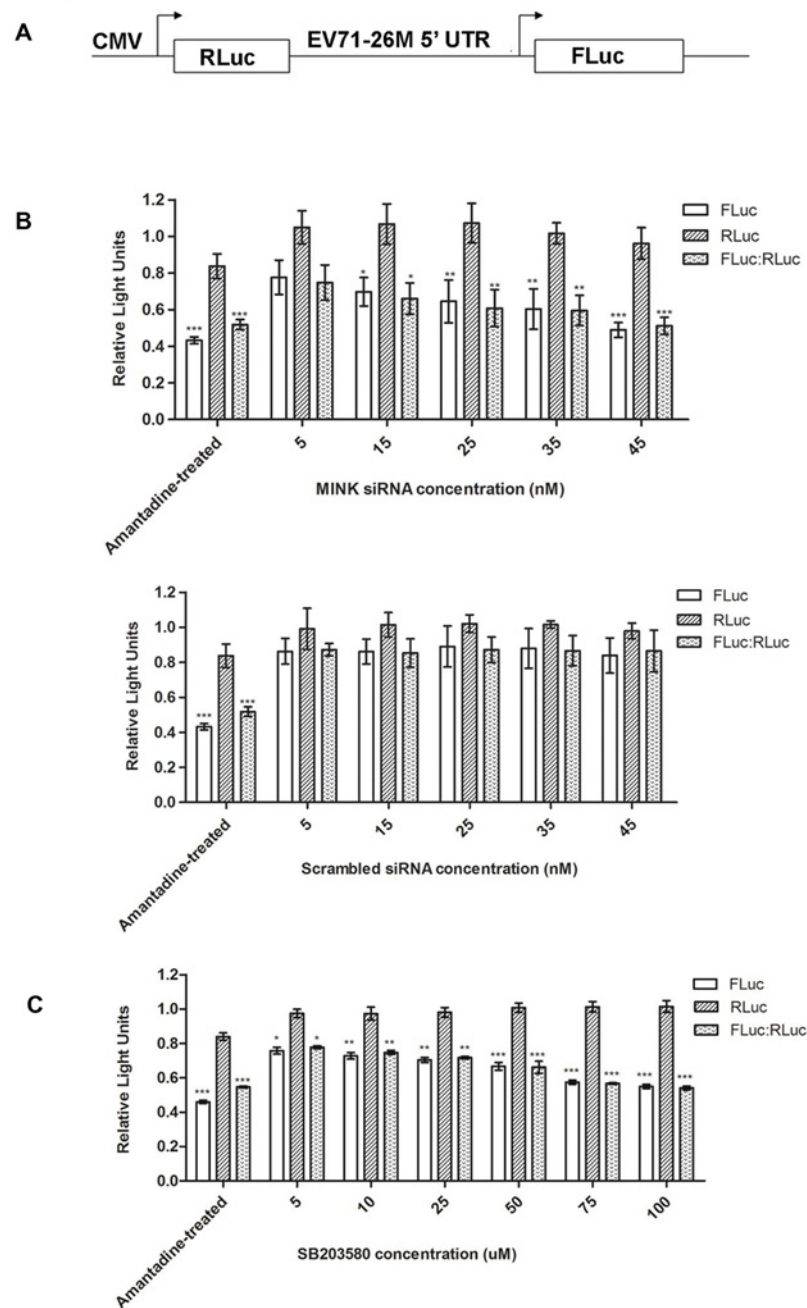 A
CMV
RLuc
EV71-26M 5' UTR
FLuc
B
Relative Light Units
1.2
1.0
0.8
0.6
0.4
0.2
0.0
*** ***
* *
** **
** **
*** ***
FLuc
RLuc
FLuc:RLuc
Amantadine-treated
5
15
25
35
45
MINK siRNA concentration (nM)
Relative Light Units
1.2
1.0
0.8
0.6
0.4
0.2
0.0
*** ***
FLuc
RLuc
FLuc:RLuc
Amantadine-treated
5
15
25
35
45
Scrambled siRNA concentration (nM)
C
Relative Light Units
1.2
1.0
0.8
0.6
0.4
0.2
0.0
*** ***
* *
** **
** **
*** ***
*** ***
*** ***
FLuc
RLuc
FLuc:RLuc
Amantadine-treated
5
10
25
50
75
100
SB203580 concentration (uM)